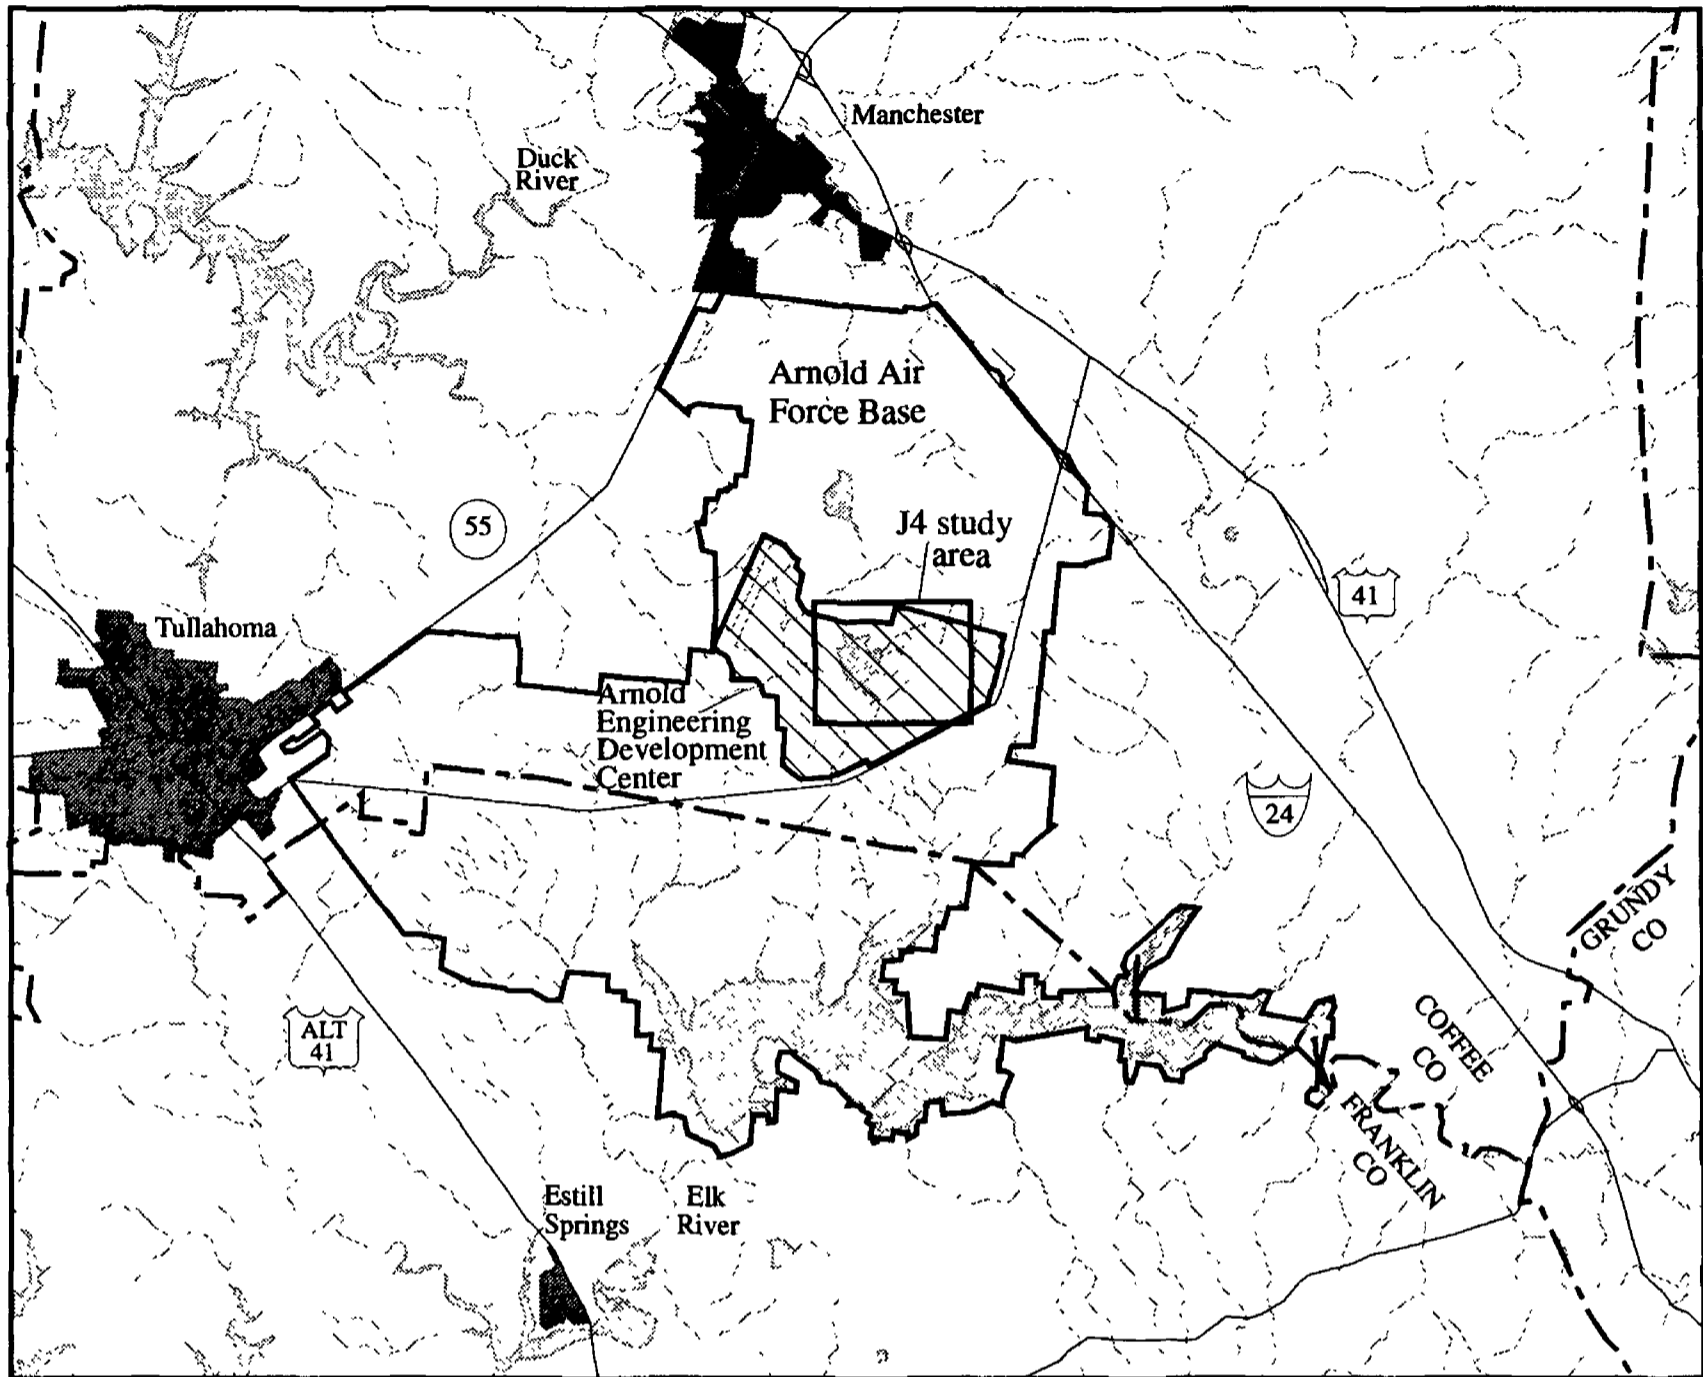 Manchester
Duck
River
Arnold Air
Force Base
J4 study
area
55
41
Tullahoma
Arnold
Engineering
Development
Center
24
GRUNDY
CO
ALT
41
COFFEE
CO
FRANKLIN
CO
Estill
Springs
Elk
River